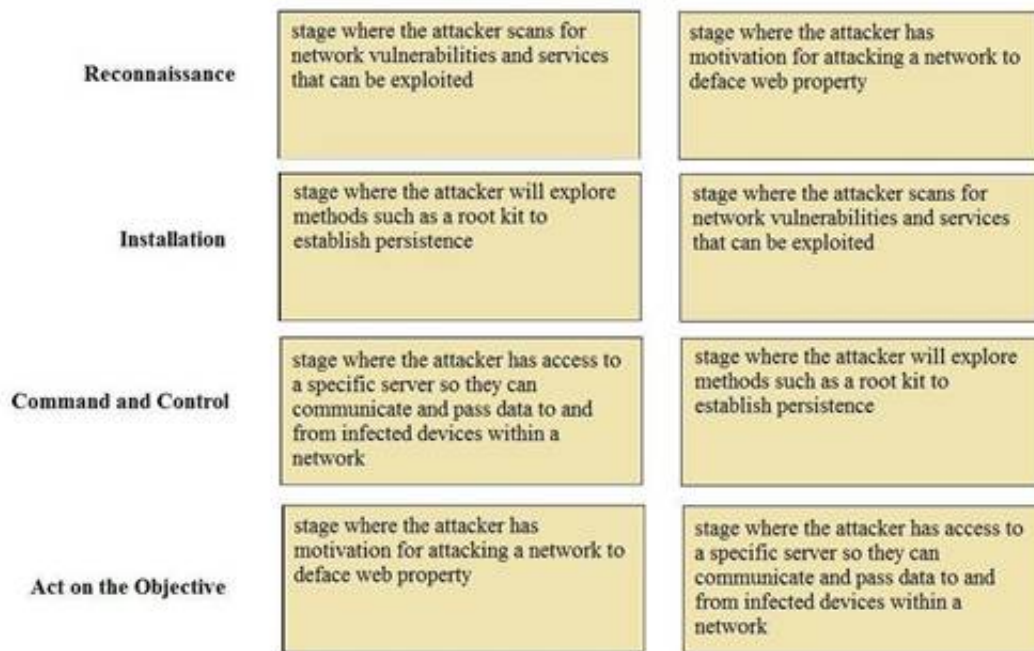 Reconnaissance
stage where the attacker scans for
network vulnerabilities and services
that can be exploited
stage where the attacker has
motivation for attacking a network to
deface web property
Installation
stage where the attacker will explore
methods such as a root kit to
establish persistence
stage where the attacker scans for
network vulnerabilities and services
that can be exploited
Command and Control
stage where the attacker has access to
a specific server so they can
communicate and pass data to and
from infected devices within a
network
stage where the attacker will explore
methods such as a root kit to
establish persistence
Act on the Objective
stage where the attacker has
motivation for attacking a network to
deface web property
stage where the attacker has access to
a specific server so they can
communicate and pass data to and
from infected devices within a
network